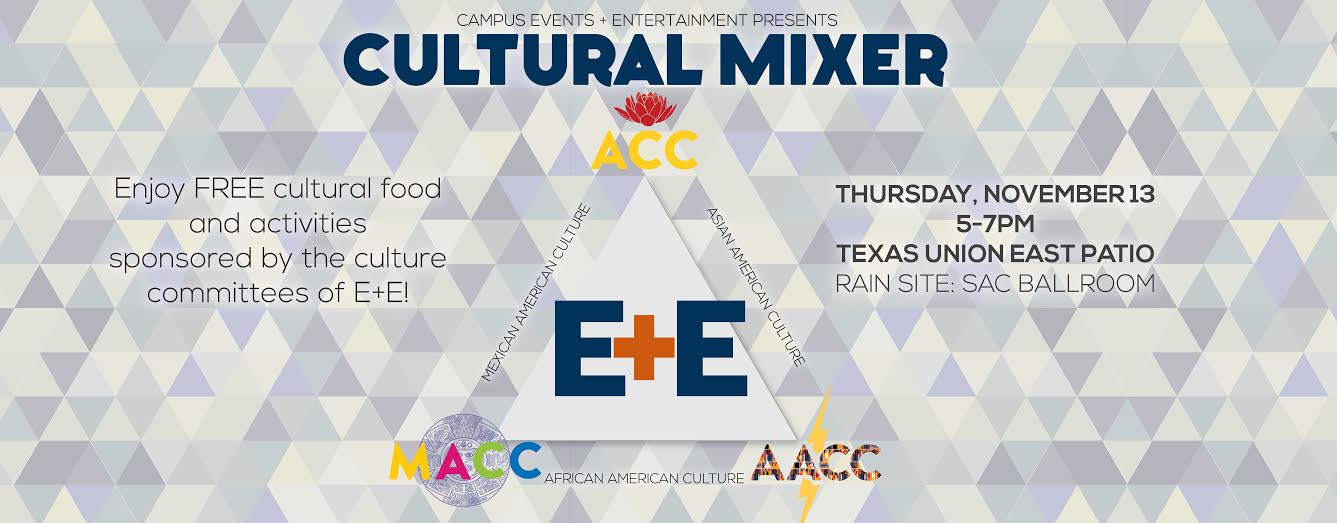 CAMPUS EVENTS + ENTERTAINMENT PRESENTS
CULTURAL MIXER
ACC
Enjoy FREE cultural food
and activities
sponsored by the culture
committees of E+E!
MEXICAN AMERICAN CULTURE
ASIAN AMERICAN CULTURE
THURSDAY, NOVEMBER 13
5-7PM
TEXAS UNION EAST PATIO
RAIN SITE: SAC BALLROOM
E+E
MACC
AFRICAN AMERICAN CULTURE
AACC